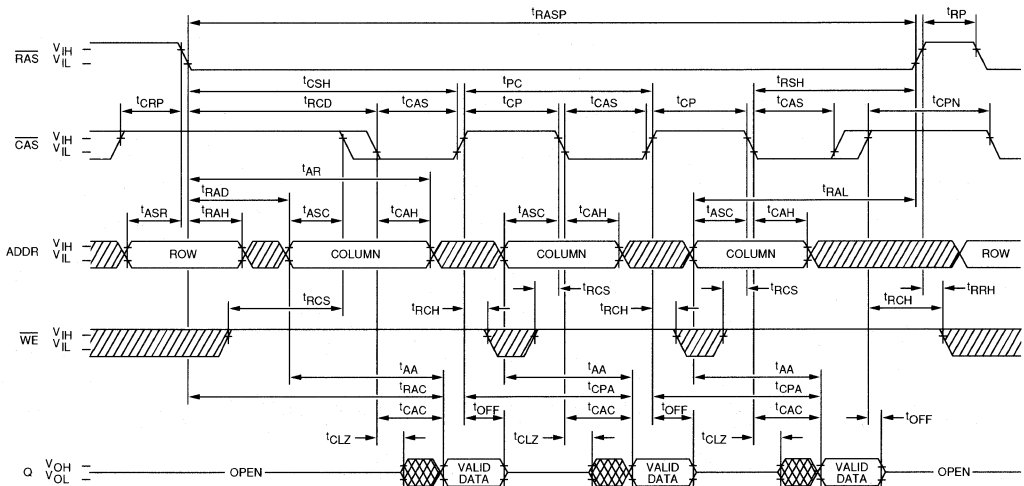 tRASP tRP
RAS VIH VIL
tCSH tPC tRSH
tCRP tRCD tCAS tCP tCAS tCP tCAS tCPN
CAS VIH VIL
tAR
tRAD tRAL
tASR tRAH tASC tCAH tASC tCAH tASC tCAH
ADDR VIH VIL ROW COLUMN COLUMN COLUMN ROW
tRCS tRCH tRCS tRCH tRCS tRCH tRRH
WE VIH VIL
tAA tAA tAA
tRAC tCPA tCPA
tCAC tOFF tCAC tOFF tCAC tOFF
tCLZ tCLZ tCLZ
Q VOH VOL OPEN VALID DATA VALID DATA VALID DATA OPEN